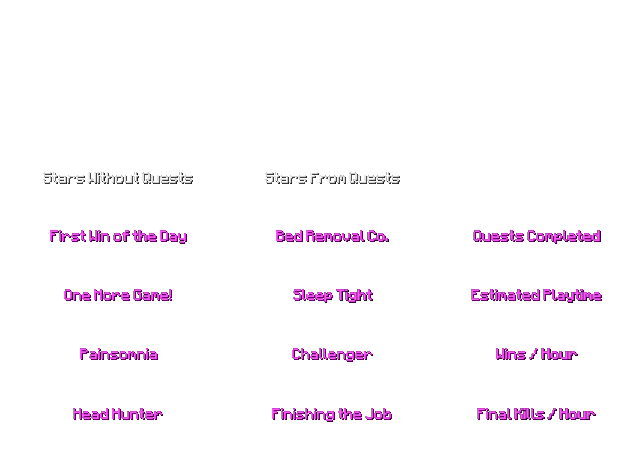 Stars Without Quests
Stars From Quests
First Win of the Day
Bed Removal Co.
Quests Completed
One More Game!
Sleep Tight
Estimated Playtime
Painsomnia
Challenger
Wins / Hour
Head Hunter
Finishing the Job
Final Kills / Hour